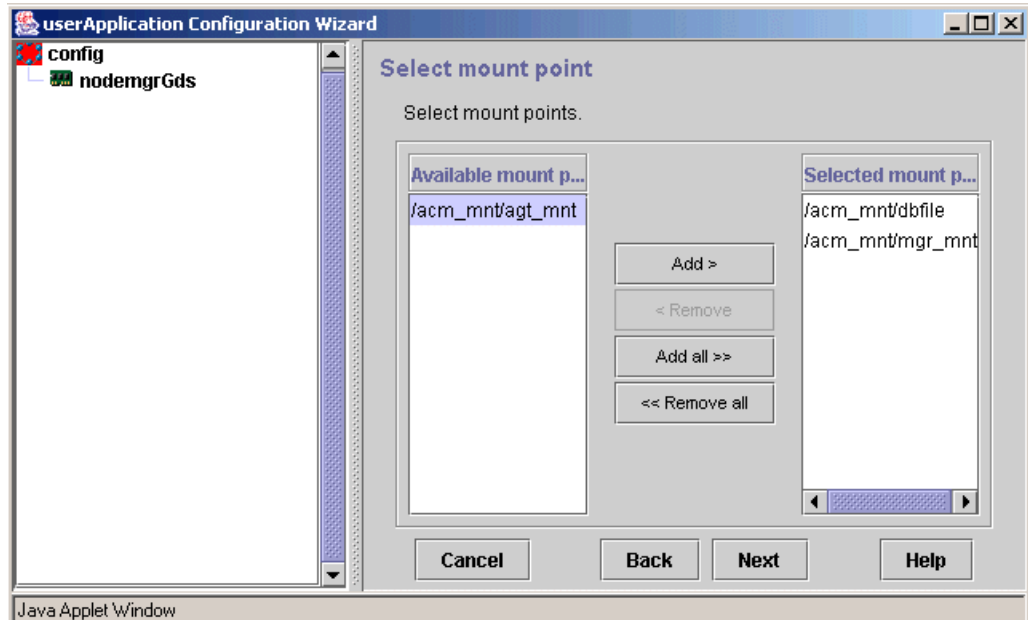 userApplication Configuration Wizard
config
nodemgrGds
Select mount point
Select mount points.
Available mount p...
/acm_mnt/agt_mnt
Add >
< Remove
Add all >>
<< Remove all
Selected mount p...
/acm_mnt/dbfile
/acm_mnt/mgr_mnt
Cancel
Back
Next
Help
Java Applet Window